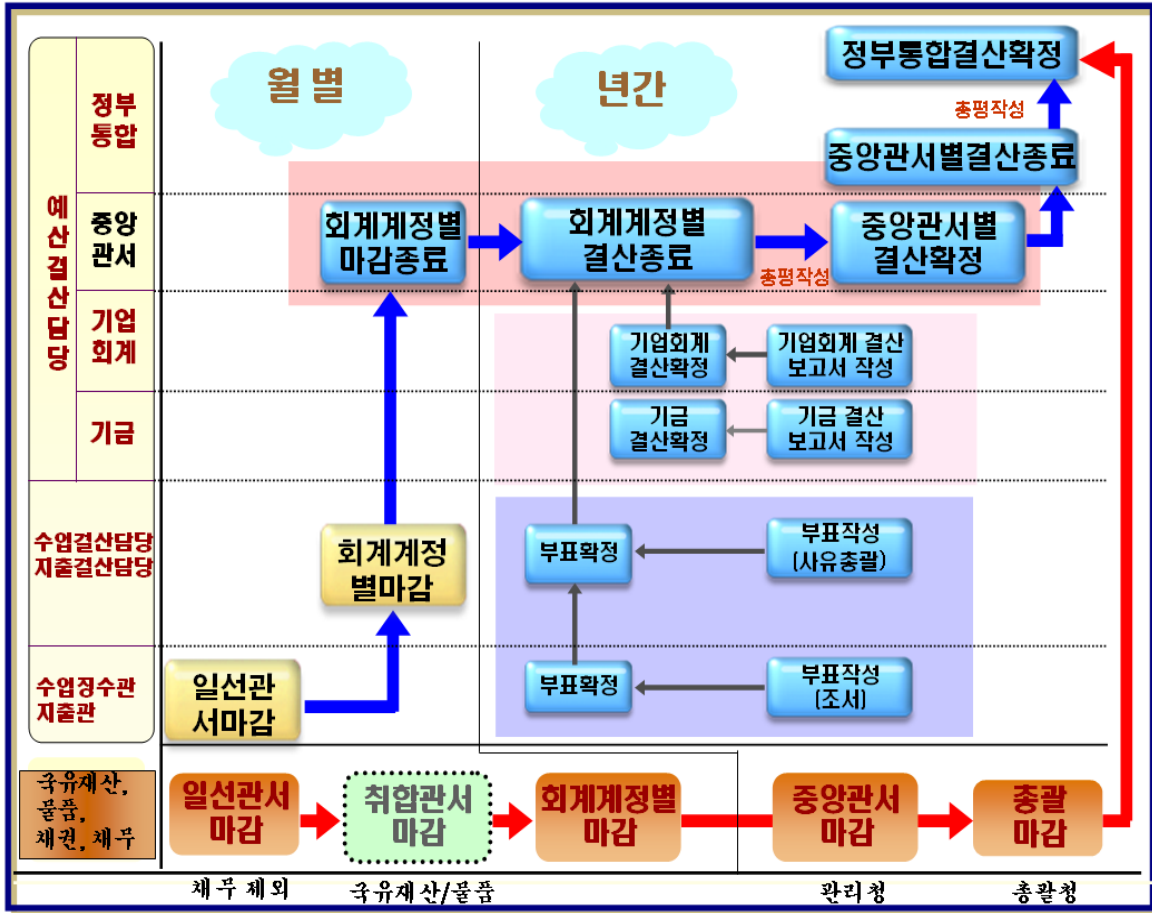 월 별
년간
정부통합결산확정
총평작성
중앙관서별결산종료
예
산
결
산
담
당
정부
통합
중앙
관서
회계계정별
마감종료
회계계정별
결산종료
총평작성
중앙관서별
결산확정
기업
회계
기업회계
결산확정
기업회계 결산
보고서 작성
기금
기금
결산확정
기금 결산
보고서 작성
수입결산담당
지출결산담당
회계계정
별마감
부표확정
부표작성
(사유총괄)
수입징수관
지출관
일선관
서마감
부표확정
부표작성
(조서)
국유재산,
물품,
채권, 채무
일선관서
마감
취합관서
마감
회계계정별
마감
중앙관서
마감
총괄
마감
채무 제외
국유재산/물품
관리청
총괄청